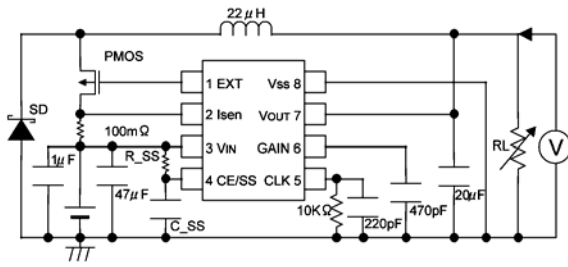 22μH
PMOS
1 EXT
Vss 8
SD
2 Isen
VOUT 7
100mΩ
3 VIN
GAIN 6
RL
V
1μF
R_SS
4 CE/SS
CLK 5
47μF
10KΩ
20μF
C_SS
220pF
470pF